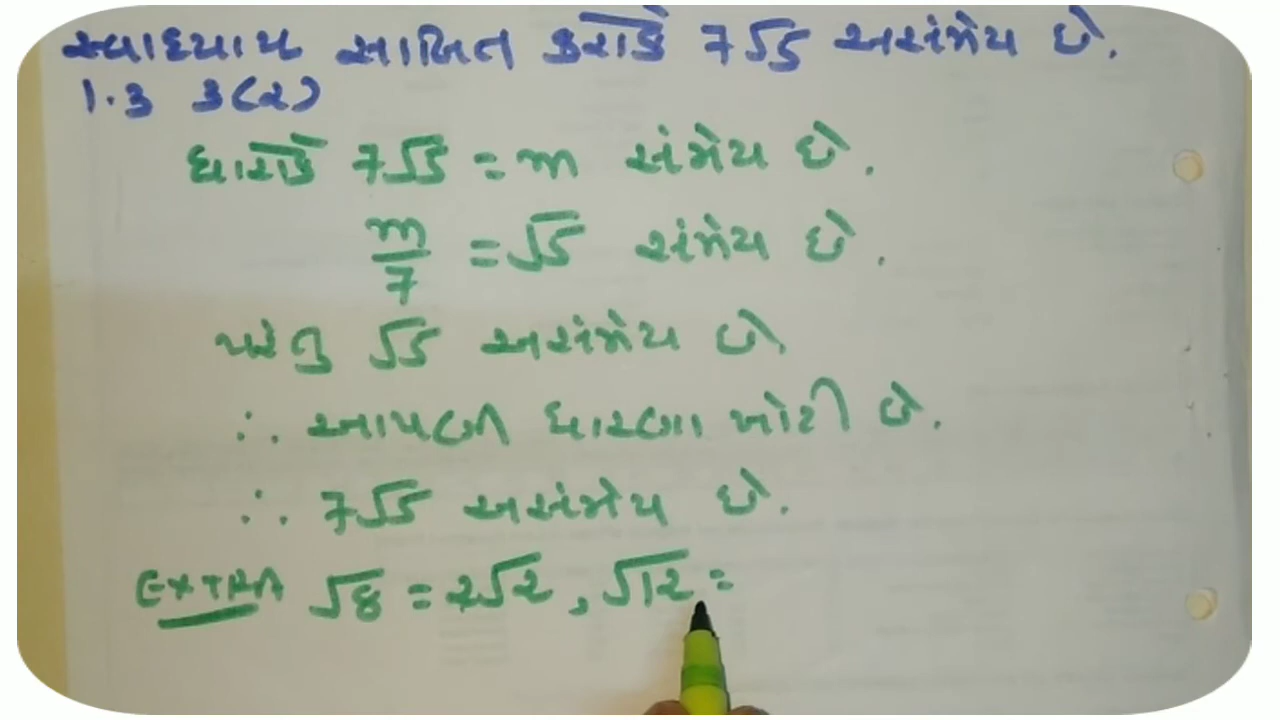 સ્વાધ્યાય સાબિત કરોકે 7√5 અસંમેય છે.
1.3 3(2)
ધારોકે 7√5 = m સંમેય છે.
m/7 = √5 સંમેય છે.
પરંતુ √5 અસંમેય છે.
∴ આપણી ધારણા ખોટી છે.
∴ 7√5 અસંમેય છે.
EXTRA √8 = 2√2, √12 =